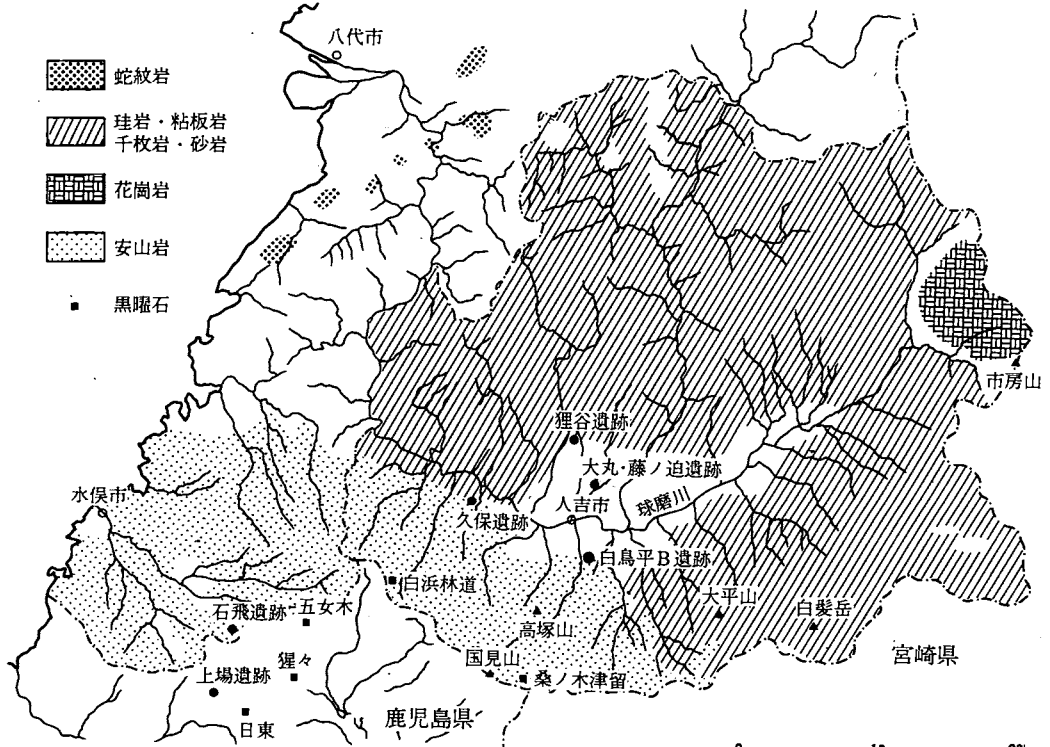 八代市
蛇紋岩
珪岩・粘板岩
千枚岩・砂岩
花崗岩
安山岩
黒曜石
市房山
狸谷遺跡
大丸・藤ノ迫遺跡
水俣市
久保遺跡
人吉市
球磨川
白鳥平B遺跡
白浜林道
石飛遺跡
五女木
高塚山
大平山
白髪岳
国見山
桑ノ木津留
宮崎県
上場遺跡
猩々
日東
鹿児島県